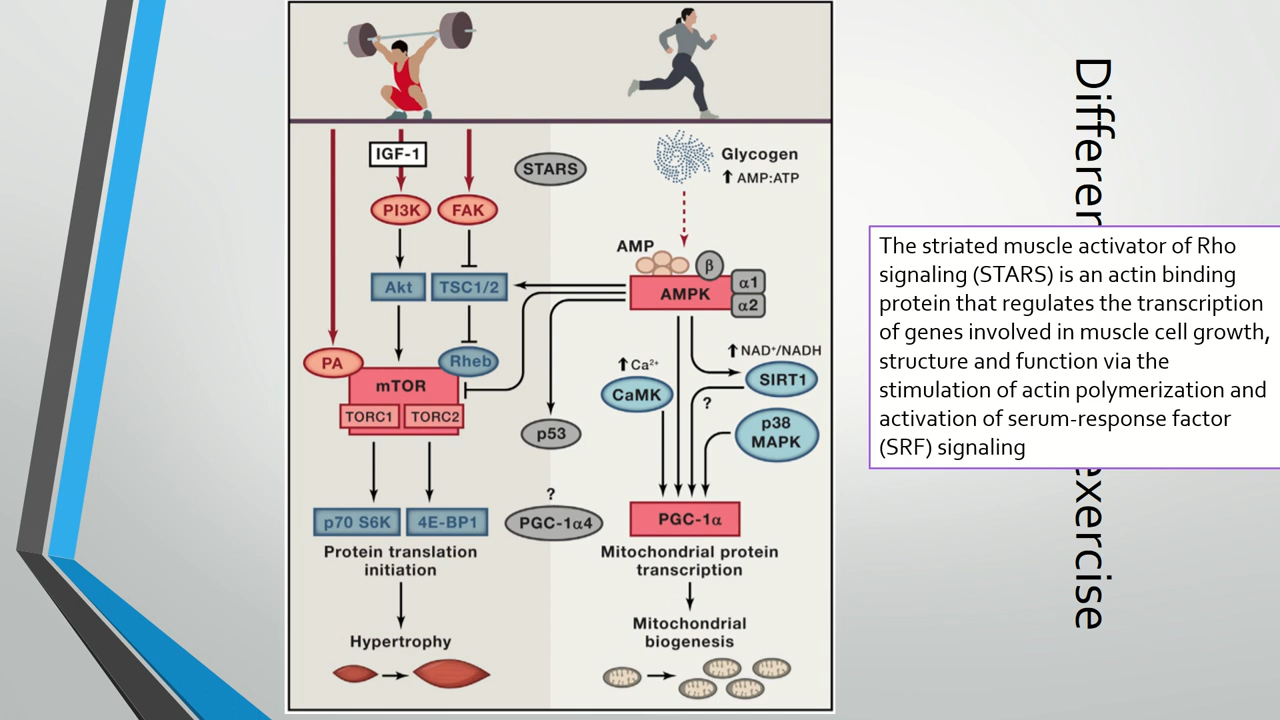 IGF-1
STARS
Glycogen
⬆ AMP:ATP
PI3K
FAK
AMP
β
Akt
TSC1/2
AMPK
α1
α2
PA
Rheb
mTOR
TORC1
TORC2
⬆ Ca²⁺
CaMK
⬆ NAD⁺/NADH
SIRT1
?
p53
p38
MAPK
p70 S6K
4E-BP1
?
PGC-1α4
PGC-1α
Protein translation
initiation
Mitochondrial protein
transcription
Hypertrophy
Mitochondrial
biogenesis
The striated muscle activator of Rho
signaling (STARS) is an actin binding
protein that regulates the transcription
of genes involved in muscle cell growth,
structure and function via the
stimulation of actin polymerization and
activation of serum-response factor
(SRF) signaling
exercise